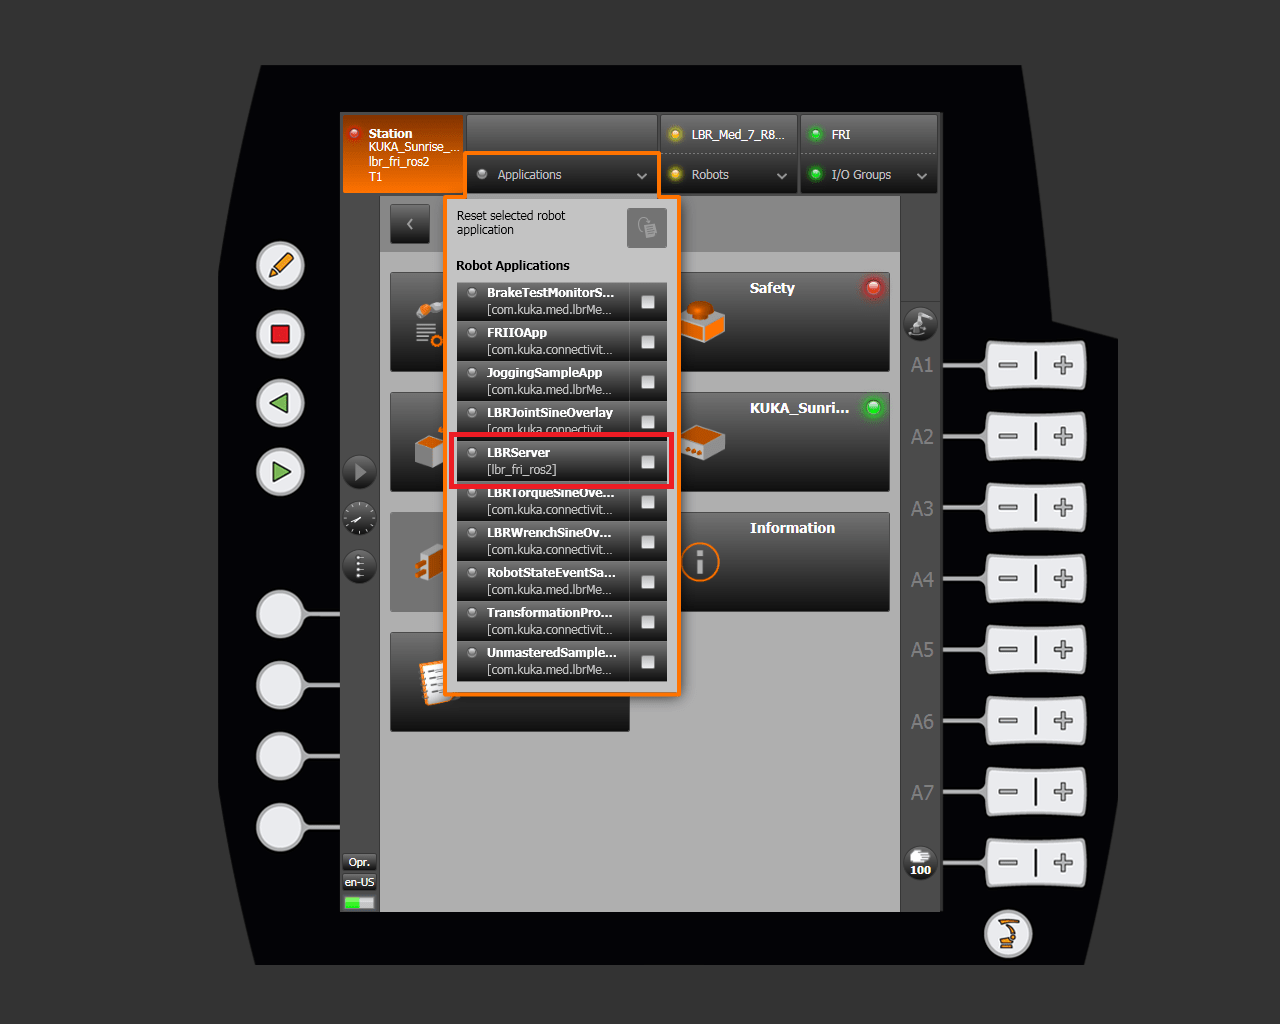 Station
KUKA_Sunrise_...
lbr_fri_ros2
T1
LBR_Med_7_R8...
FRI
Applications
Robots
I/O Groups
Reset selected robot
application
Robot Applications
BrakeTestMonitorS...
[com.kuka.med.lbrMe...
FRIIOApp
[com.kuka.connectivit...
JoggingSampleApp
[com.kuka.med.lbrMe...
LBRJointSineOverlay
[com.kuka.connectivit...
LBRServer
[lbr_fri_ros2]
LBRTorqueSineOve...
[com.kuka.connectivit...
LBRWrenchSineOv...
[com.kuka.connectivit...
RobotStateEventSa...
[com.kuka.med.lbrMe...
TransformationPro...
[com.kuka.connectivit...
UnmasteredSample...
[com.kuka.med.lbrMe...
Safety
KUKA_Sunri...
Information
A1
A2
A3
A4
A5
A6
A7
100
Opr.
en-US